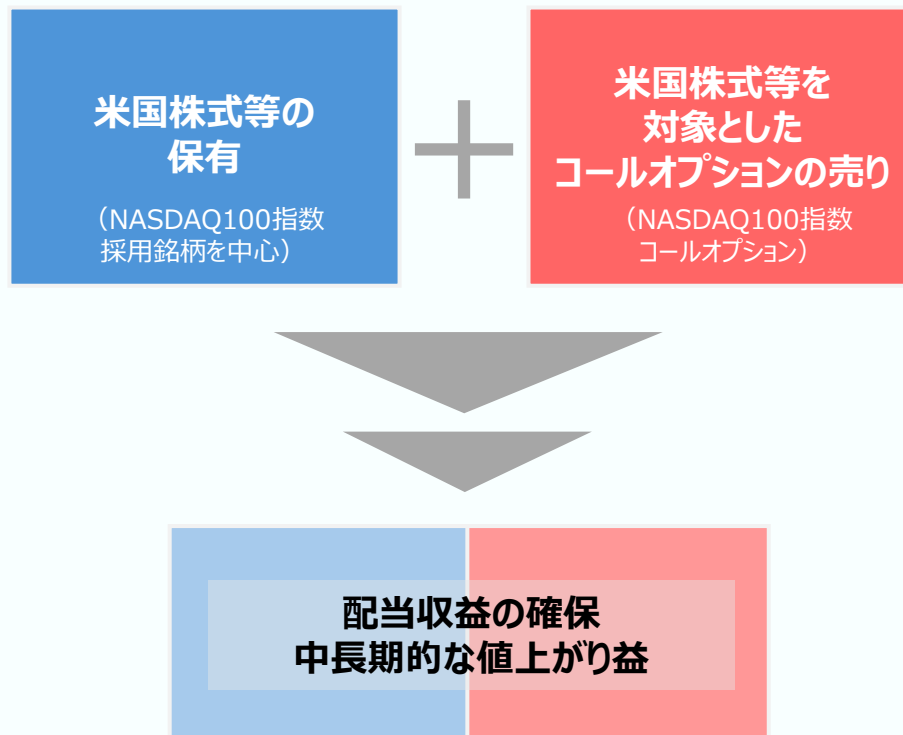 米国株式等の
保有
（NASDAQ100指数
採用銘柄を中心）
米国株式等を
対象とした
コールオプションの売り
（NASDAQ100指数
コールオプション）
配当収益の確保
中長期的な値上がり益